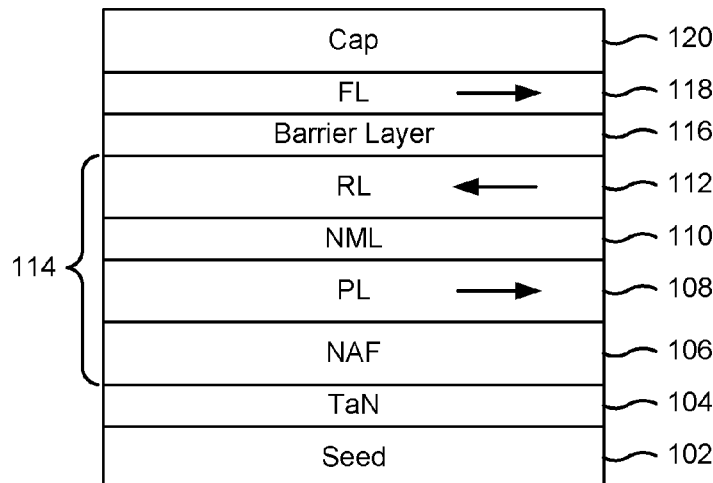 Cap 120
FL 118
Barrier Layer 116
RL 112
NML 110
114
PL 108
NAF 106
TaN 104
Seed 102